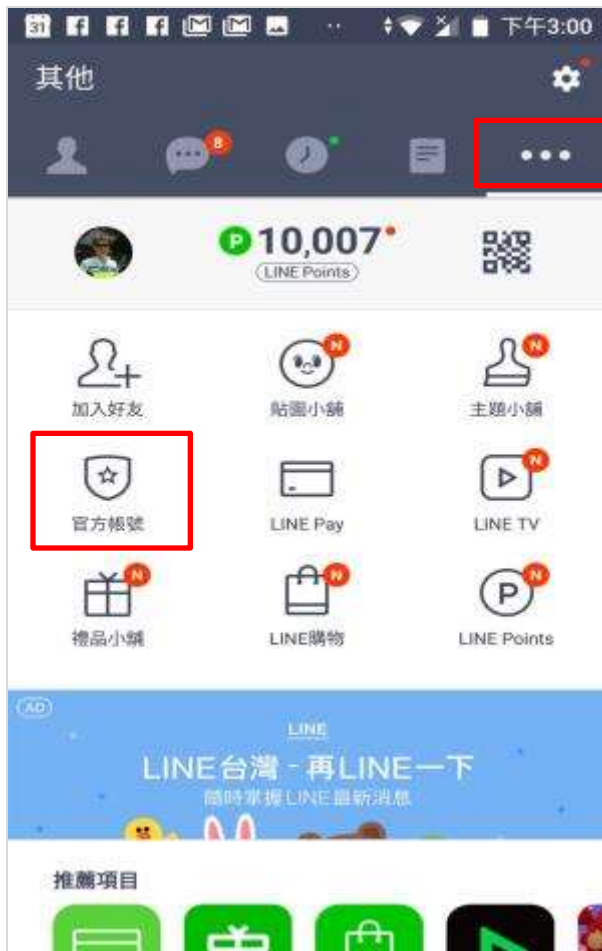 31 下午3:00
其他
8
P 10,007
LINE Points
N N
加入好友 貼圖小舖 主題小舖
N
官方帳號 LINE Pay LINE TV
N N P N
禮品小舖 LINE購物 LINE Points
AD
LINE
LINE台灣-再LINE一下
隨時掌握LINE最新消息
推薦項目